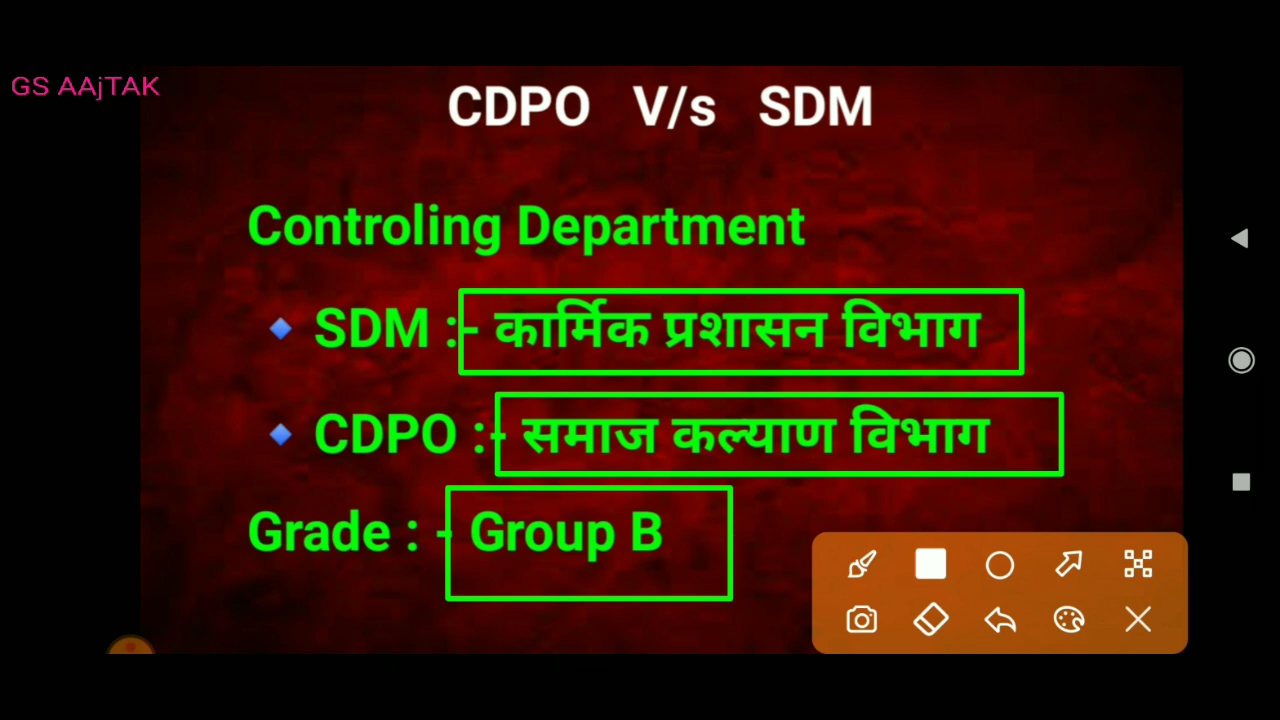 GS AAjTAK
CDPO V/s SDM
Controling Department
SDM :- कार्मिक प्रशासन विभाग
CDPO :- समाज कल्याण विभाग
Grade : - Group B